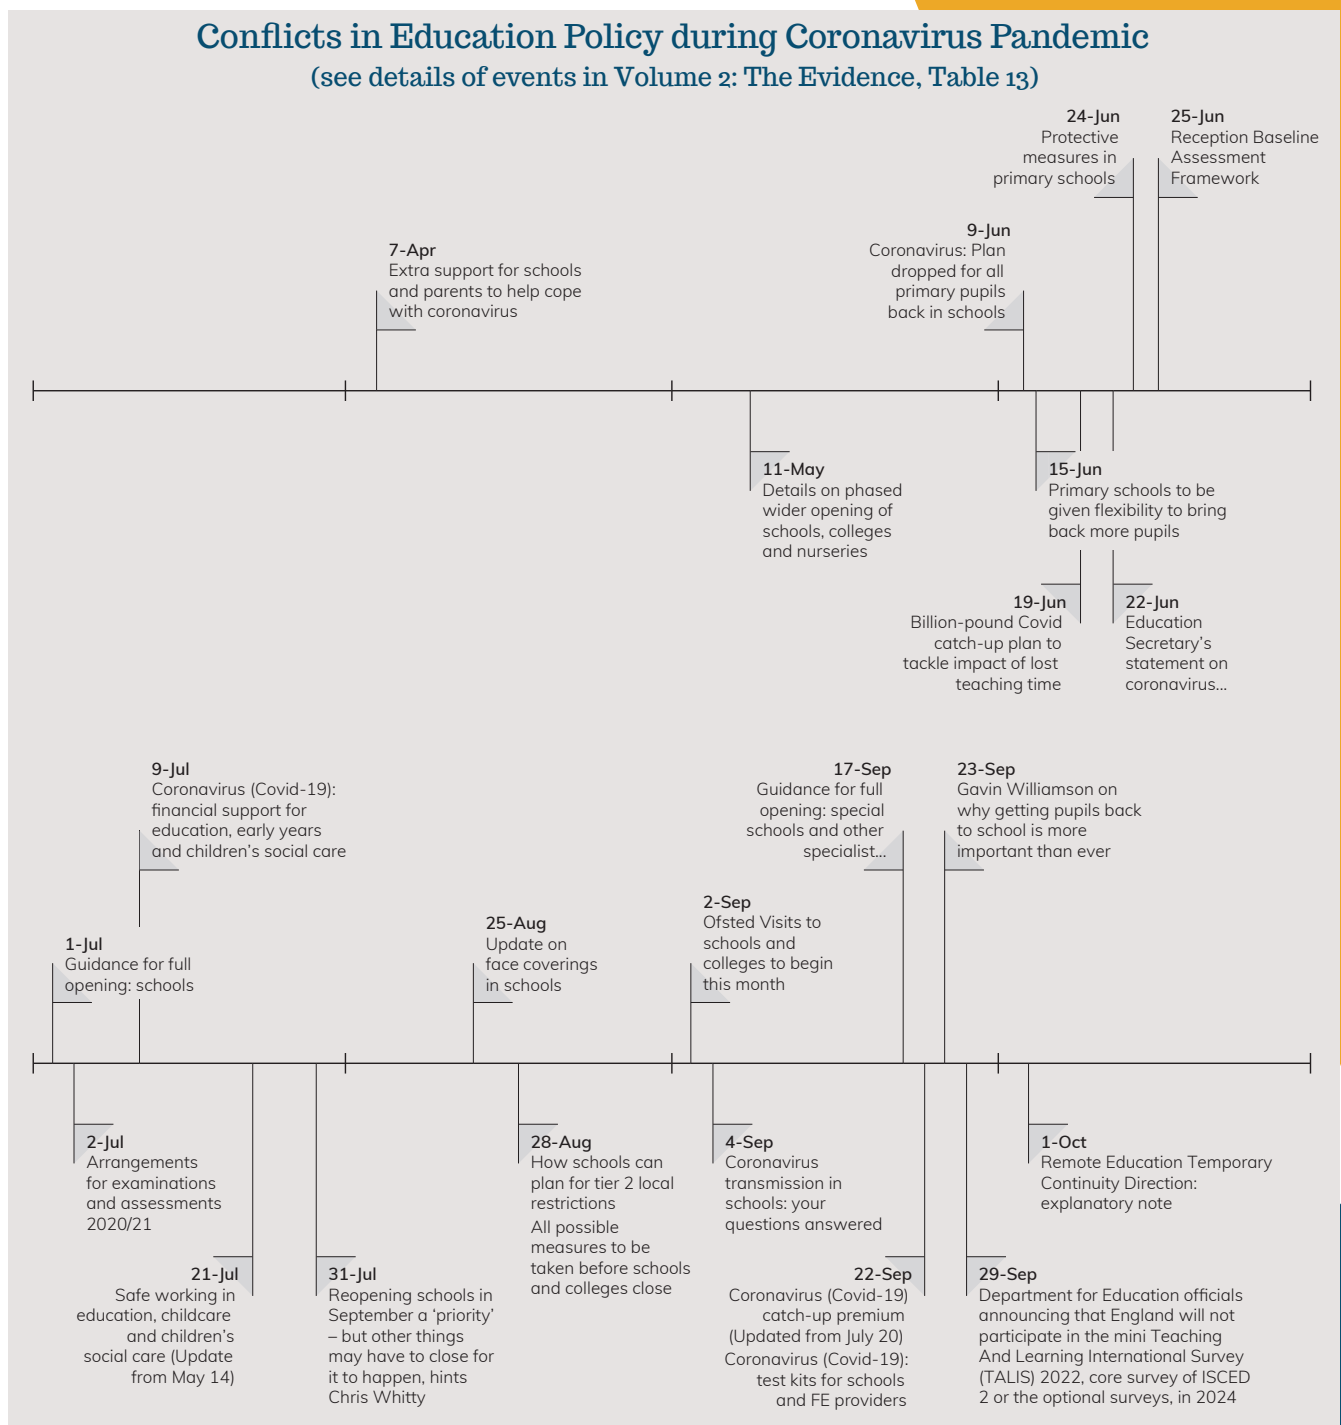 Conflicts in Education Policy during Coronavirus Pandemic
(see details of events in Volume 2: The Evidence, Table 13)
7-Apr
Extra support for schools
and parents to help cope
with coronavirus
9-Jun
Coronavirus: Plan
dropped for all
primary pupils
back in schools
24-Jun
Protective
measures in
primary schools
25-Jun
Reception Baseline
Assessment
Framework
11-May
Details on phased
wider opening of
schools, colleges
and nurseries
15-Jun
Primary schools to be
given flexibility to bring
back more pupils
19-Jun
Billion-pound Covid
catch-up plan to
tackle impact of lost
teaching time
22-Jun
Education
Secretary's
statement on
coronavirus...
1-Jul
Guidance for full
opening: schools
9-Jul
Coronavirus (Covid-19):
financial support for
education, early years
and children's social care
25-Aug
Update on
face coverings
in schools
2-Sep
Ofsted Visits to
schools and
colleges to begin
this month
17-Sep
Guidance for full
opening: special
schools and other
specialist...
23-Sep
Gavin Williamson on
why getting pupils back
to school is more
important than ever
2-Jul
Arrangements
for examinations
and assessments
2020/21
21-Jul
Safe working in
education, childcare
and children's
social care (Update
from May 14)
31-Jul
Reopening schools in
September a 'priority'
– but other things
may have to close for
it to happen, hints
Chris Whitty
28-Aug
How schools can
plan for tier 2 local
restrictions
All possible
measures to be
taken before schools
and colleges close
4-Sep
Coronavirus
transmission in
schools: your
questions answered
22-Sep
Coronavirus (Covid-19)
catch-up premium
(Updated from July 20)
Coronavirus (Covid-19):
test kits for schools
and FE providers
29-Sep
Department for Education officials
announcing that England will not
participate in the mini Teaching
And Learning International Survey
(TALIS) 2022, core survey of ISCED
2 or the optional surveys, in 2024
1-Oct
Remote Education Temporary
Continuity Direction:
explanatory note